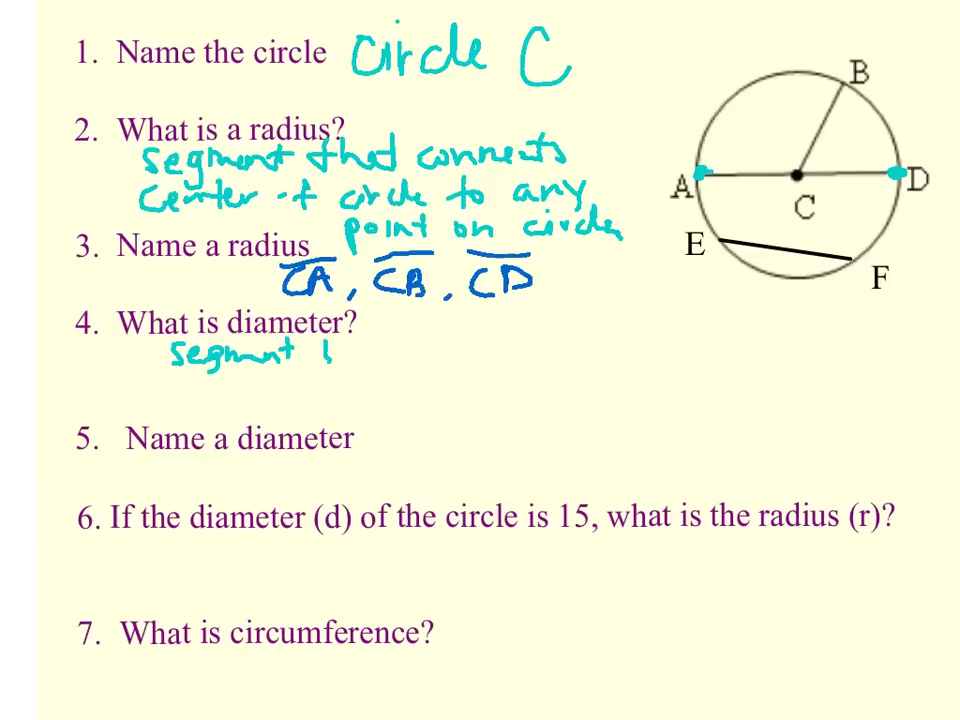 1. Name the circle Circle C
2. What is a radius?
segment that connects
center of circle to any
point on circle
3. Name a radius
CA, CB, CD
4. What is diameter?
segment
5. Name a diameter
6. If the diameter (d) of the circle is 15, what is the radius (r)?
7. What is circumference?
B
A
D
C
E
F